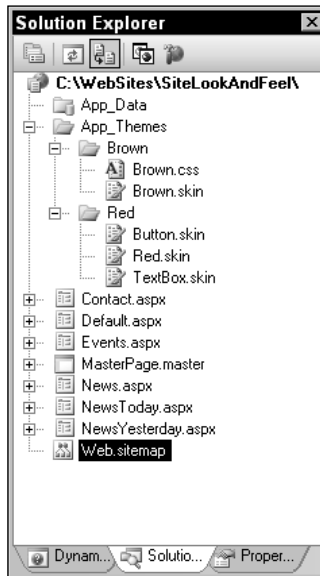 Solution Explorer
C:\WebSites\SiteLookAndFeel\
App_Data
App_Themes
Brown
Brown.css
Brown.skin
Red
Button.skin
Red.skin
TextBox.skin
Contact.aspx
Default.aspx
Events.aspx
MasterPage.master
News.aspx
NewsToday.aspx
NewsYesterday.aspx
Web.sitemap
Dynam... Solutio... Proper...